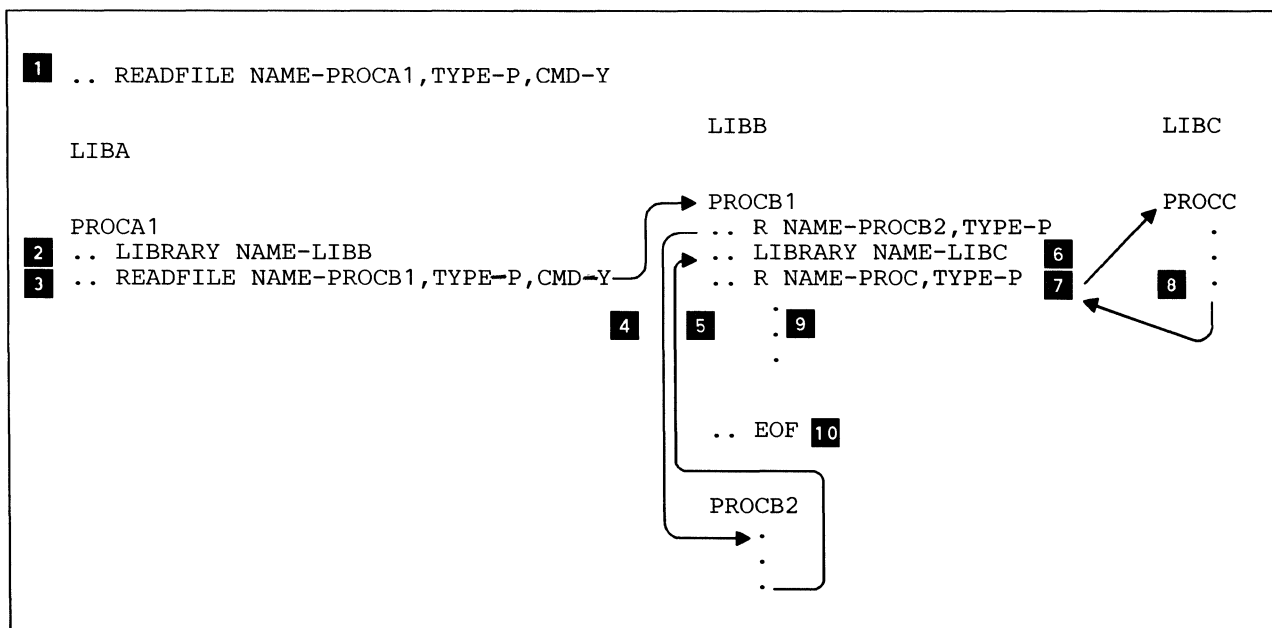 1 .. READFILE NAME-PROCA1,TYPE-P,CMD-Y
LIBA
PROCA1
2 .. LIBRARY NAME-LIBB
3 .. READFILE NAME-PROCB1,TYPE-P,CMD-Y
4
5
LIBB
PROCB1
.. R NAME-PROCB2,TYPE-P
.. LIBRARY NAME-LIBC 6
.. R NAME-PROC,TYPE-P 7
.
. 9
.
.. EOF 10
PROCB2
.
.
.
LIBC
PROCC
.
.
8 .